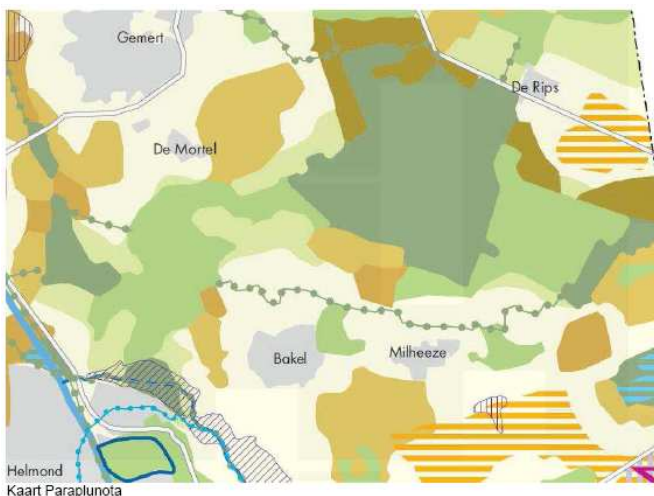 Gemert
De Rips
De Mortel
Bakel
Milheeze
Helmond
Kaart Paraplunota